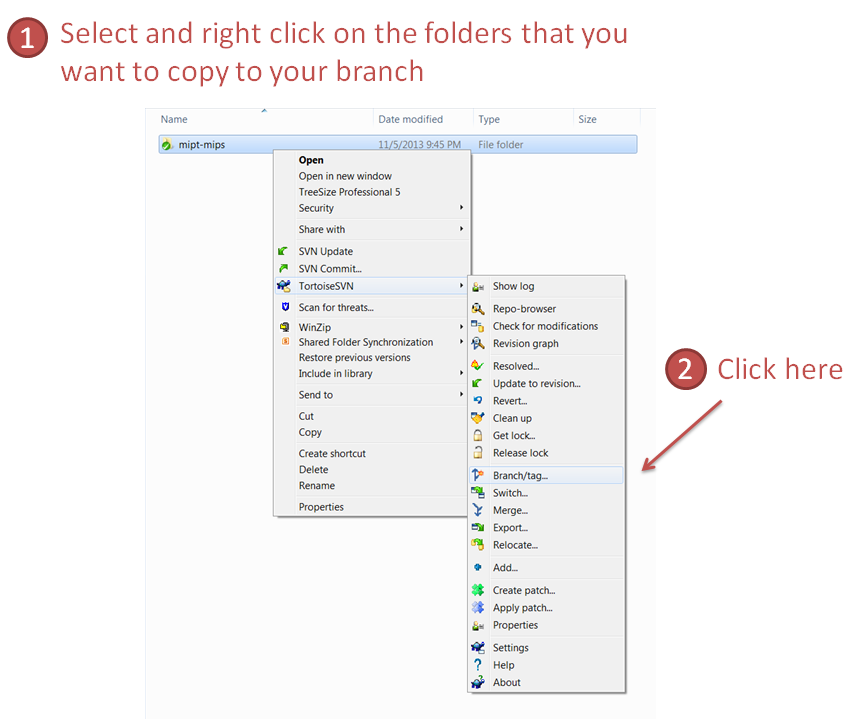 1 Select and right click on the folders that you
want to copy to your branch
Name Date modified Type Size
mipt-mips 11/5/2013 9:45 PM File folder
Open
Open in new window
TreeSize Professional 5
Security
Share with
SVN Update
SVN Commit...
TortoiseSVN
Scan for threats...
WinZip
Shared Folder Synchronization
Restore previous versions
Include in library
Send to
Cut
Copy
Create shortcut
Delete
Rename
Properties
Show log
Repo-browser
Check for modifications
Revision graph
Resolved...
Update to revision...
Revert...
Clean up
Get lock...
Release lock
Branch/tag...
Switch...
Merge...
Export...
Relocate...
Add...
Create patch...
Apply patch...
Properties
Settings
Help
About
2 Click here